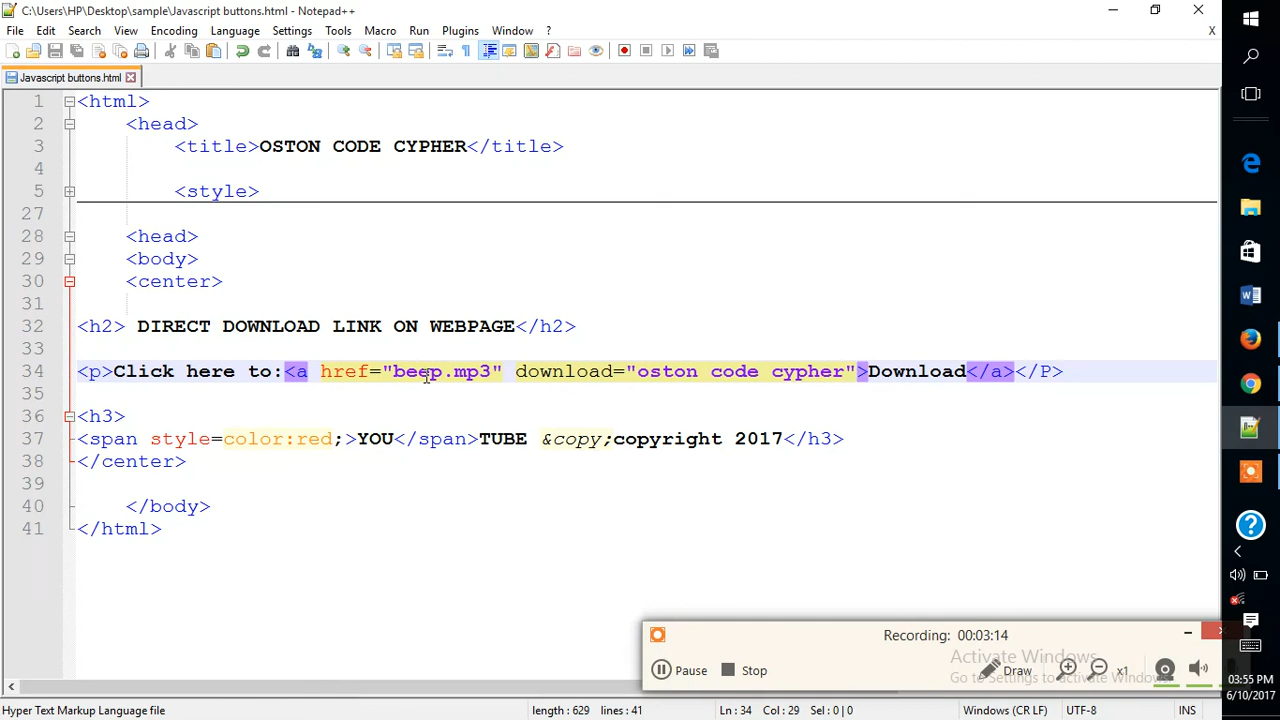 C:\Users\HP\Desktop\sample\Javascript buttons.html - Notepad++
File Edit Search View Encoding Language Settings Tools Macro Run Plugins Window ? X
Javascript buttons.html
1 <html>
2 <head>
3 <title>OSTON CODE CYPHER</title>
4
5 <style>
27
28 <head>
29 <body>
30 <center>
31
32 <h2> DIRECT DOWNLOAD LINK ON WEBPAGE</h2>
33
34 <p>Click here to:<a href="beep.mp3" download="oston code cypher">Download</a></P>
35
36 <h3>
37 <span style=color:red;>YOU</span>TUBE &copy;copyright 2017</h3>
38 </center>
39
40 </body>
41 </html>
Recording: 00:03:14
Activate Windows
Go to Settings to activate Windows.
Pause Stop Draw x1
03:55 PM
6/10/2017
Hyper Text Markup Language file length : 629 lines : 41 Ln : 34 Col : 29 Sel : 0 | 0 Windows (CR LF) UTF-8 INS